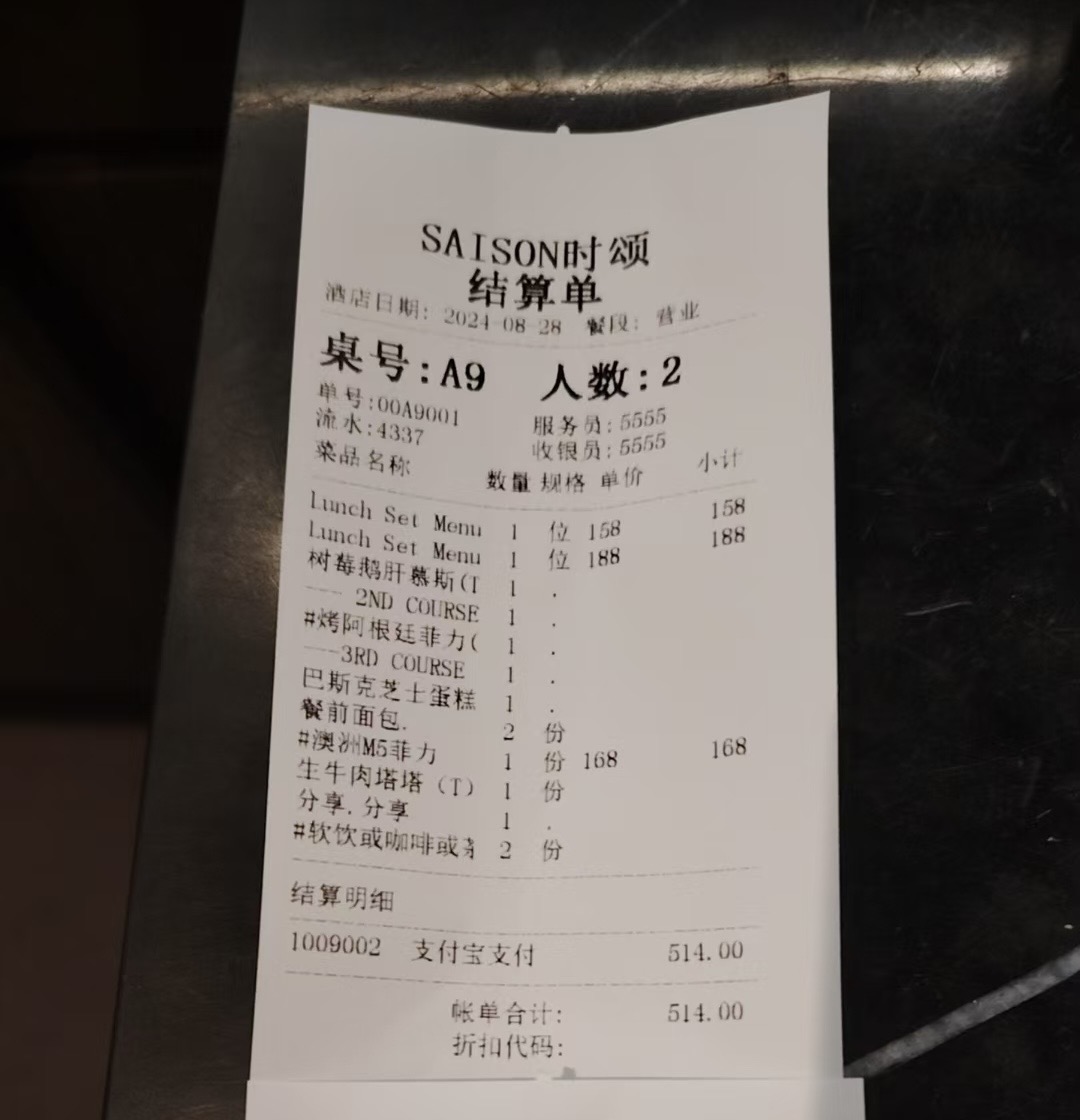 SAISON时颂
结算单
酒店日期: 2024-08-28 餐段: 营业
桌号:A9 人数:2
单号:00A9001 服务员:5555
流水:4337 收银员:5555
菜品名称 数量 规格 单价 小计
Lunch Set Menu 1 位 158 158
Lunch Set Menu 1 位 188 188
树莓鹅肝慕斯(T 1 .
--- 2ND COURSE 1 .
#烤阿根廷菲力( 1 .
---3RD COURSE 1 .
巴斯克芝士蛋糕 1 .
餐前面包. 2 份
#澳洲M5菲力 1 份 168 168
生牛肉塔塔（T） 1 份
分享.分享 1 .
#软饮或咖啡或 2 份
结算明细
1009002 支付宝支付 514.00
帐单合计: 514.00
折扣代码: